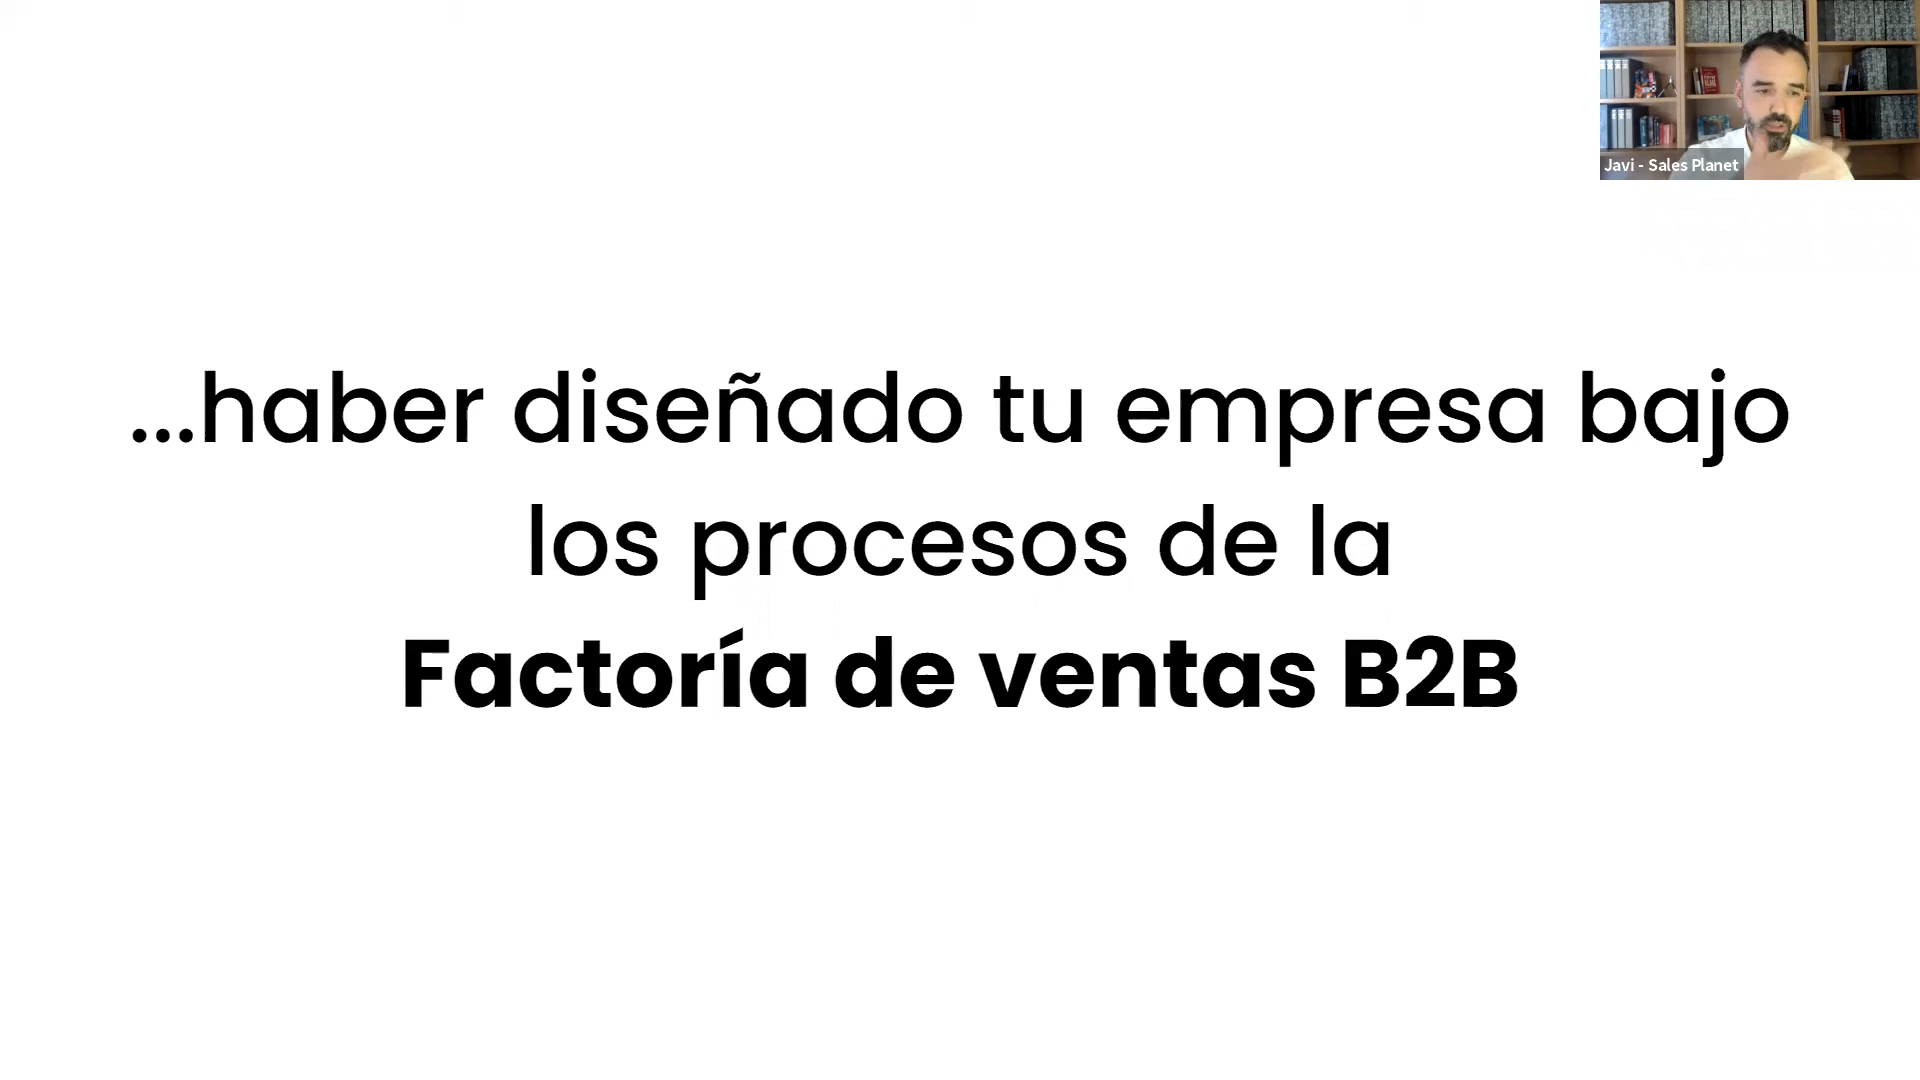 Javi - Sales Planet
...haber diseñado tu empresa bajo
los procesos de la
Factoría de ventas B2B